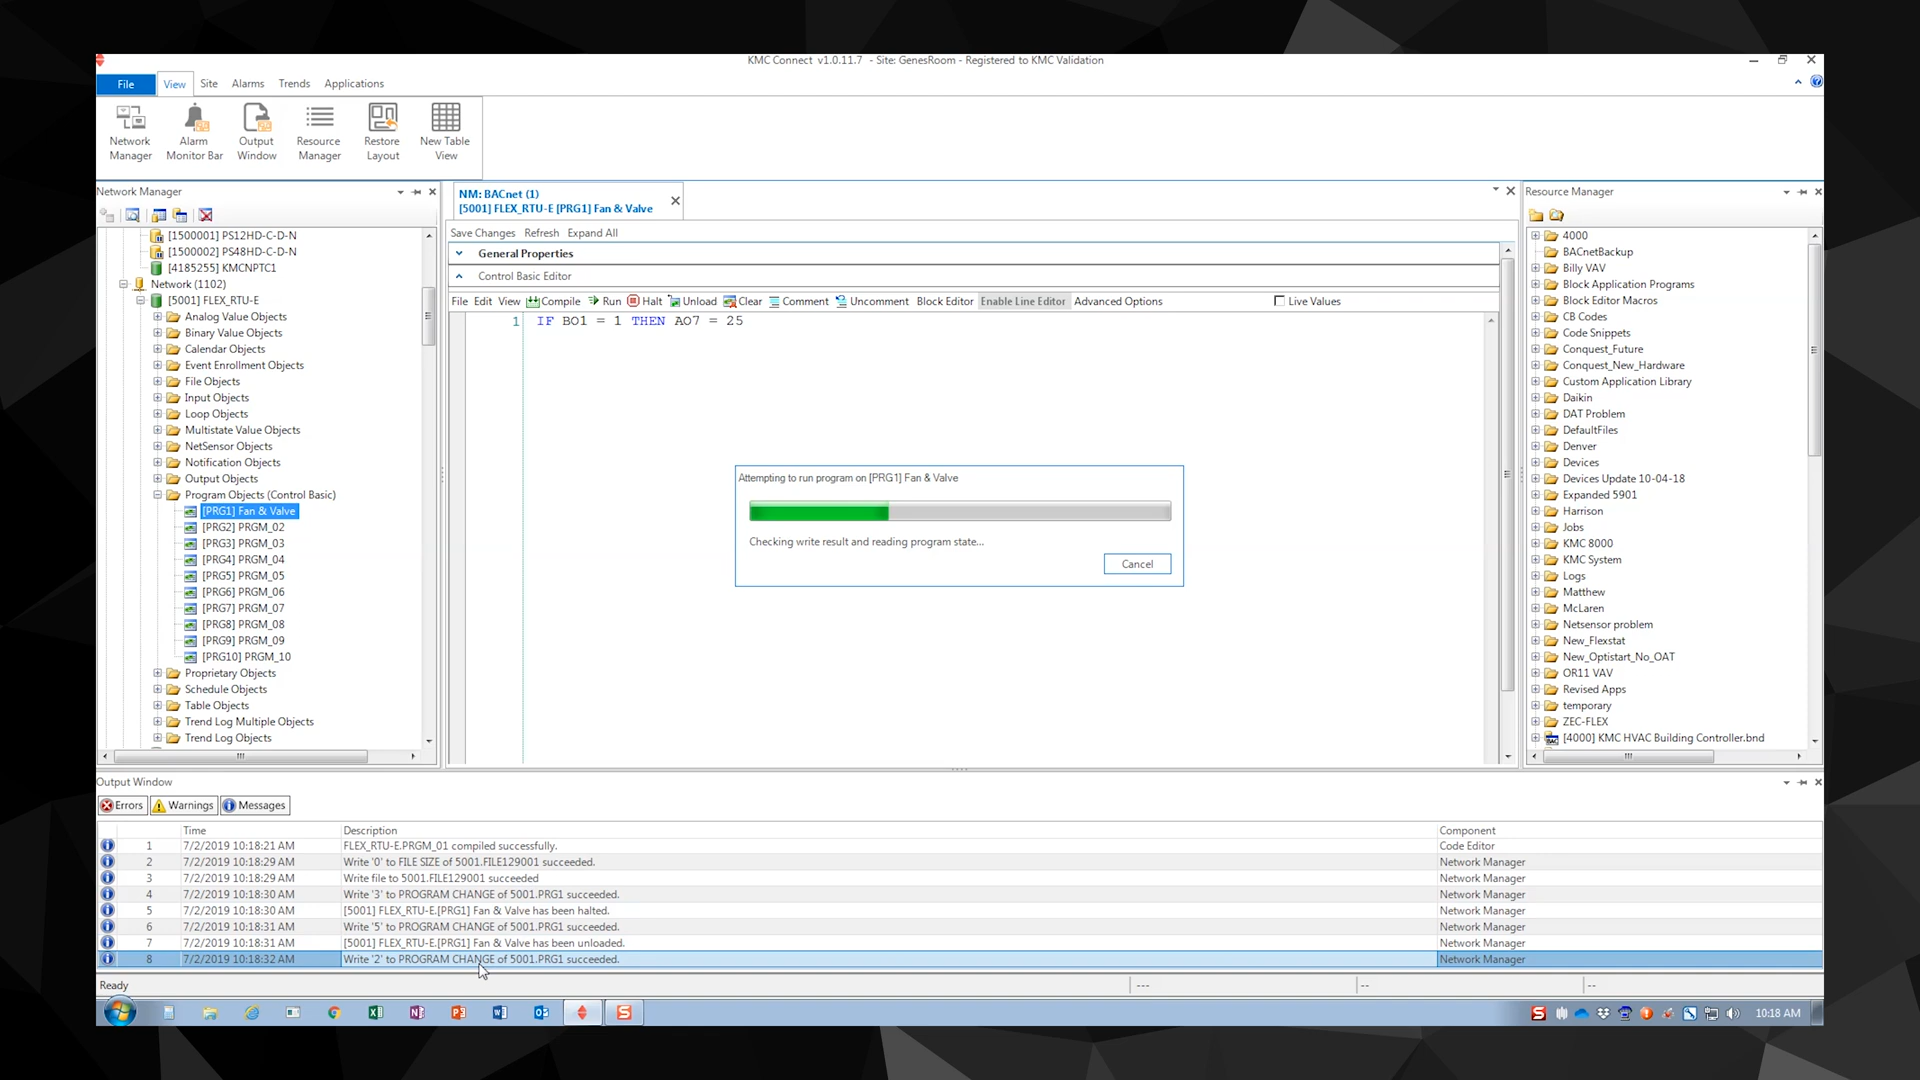 KMC Connect v1.0.11.7 - Site: GenesRoom - Registered to KMC Validation
File View Site Alarms Trends Applications
Network Manager
Alarm Monitor Bar
Output Window
Resource Manager
Restore Layout
New Table View
Network Manager
[1500001] PS12HD-C-D-N
[1500002] PS48HD-C-D-N
[4185255] KMCNPTC1
Network (1102)
[5001] FLEX_RTU-E
Analog Value Objects
Binary Value Objects
Calendar Objects
Event Enrollment Objects
File Objects
Input Objects
Loop Objects
Multistate Value Objects
NetSensor Objects
Notification Objects
Output Objects
Program Objects (Control Basic)
[PRG1] Fan & Valve
[PRG2] PRGM_02
[PRG3] PRGM_03
[PRG4] PRGM_04
[PRG5] PRGM_05
[PRG6] PRGM_06
[PRG7] PRGM_07
[PRG8] PRGM_08
[PRG9] PRGM_09
[PRG10] PRGM_10
Proprietary Objects
Schedule Objects
Table Objects
Trend Log Multiple Objects
Trend Log Objects
NM: BACnet (1)
[5001] FLEX_RTU-E [PRG1] Fan & Valve
Save Changes Refresh Expand All
General Properties
Control Basic Editor
File Edit View Compile Run Halt Unload Clear Comment Uncomment Block Editor Enable Line Editor Advanced Options Live Values
1 IF BO1 = 1 THEN AO7 = 25
Attempting to run program on [PRG1] Fan & Valve
Checking write result and reading program state...
Cancel
Resource Manager
4000
BACnetBackup
Billy VAV
Block Application Programs
Block Editor Macros
CB Codes
Code Snippets
Conquest_Future
Conquest_New_Hardware
Custom Application Library
Daikin
DAT Problem
DefaultFiles
Denver
Devices
Devices Update 10-04-18
Expanded 5901
Harrison
Jobs
KMC 8000
KMC System
Logs
Matthew
McLaren
Netsensor problem
New_Flexstat
New_Optistart_No_OAT
OR11 VAV
Revised Apps
temporary
ZEC-FLEX
[4000] KMC HVAC Building Controller.bnd
Output Window
Errors Warnings Messages
Time Description Component
1 7/2/2019 10:18:21 AM FLEX_RTU-E.PRGM_01 compiled successfully. Code Editor
2 7/2/2019 10:18:29 AM Write '0' to FILE SIZE of 5001.FILE129001 succeeded. Network Manager
3 7/2/2019 10:18:29 AM Write file to 5001.FILE129001 succeeded Network Manager
4 7/2/2019 10:18:30 AM Write '3' to PROGRAM CHANGE of 5001.PRG1 succeeded. Network Manager
5 7/2/2019 10:18:30 AM [5001] FLEX_RTU-E.[PRG1] Fan & Valve has been halted. Network Manager
6 7/2/2019 10:18:31 AM Write '5' to PROGRAM CHANGE of 5001.PRG1 succeeded. Network Manager
7 7/2/2019 10:18:31 AM [5001] FLEX_RTU-E.[PRG1] Fan & Valve has been unloaded. Network Manager
8 7/2/2019 10:18:32 AM Write '2' to PROGRAM CHANGE of 5001.PRG1 succeeded. Network Manager
Ready --- -- --
10:18 AM